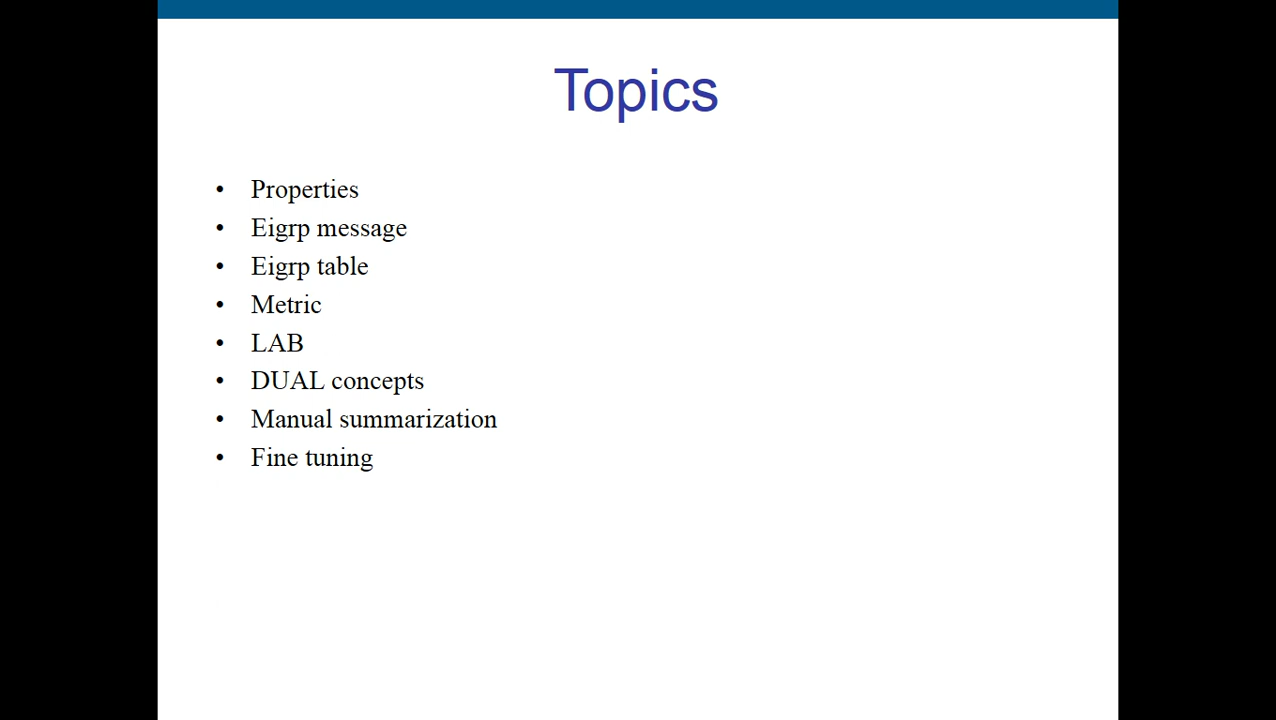 Topics
• Properties
• Eigrp message
• Eigrp table
• Metric
• LAB
• DUAL concepts
• Manual summarization
• Fine tuning